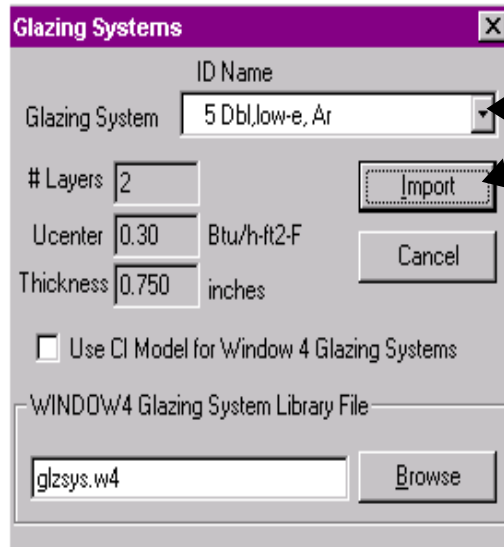 Glazing Systems
ID Name
Glazing System 5 Dbl,low-e, Ar
# Layers 2
Import
Ucenter 0.30 Btu/h-ft2-F
Cancel
Thickness 0.750 inches
Use CI Model for Window 4 Glazing Systems
WINDOW4 Glazing System Library File
glzsys.w4 Browse